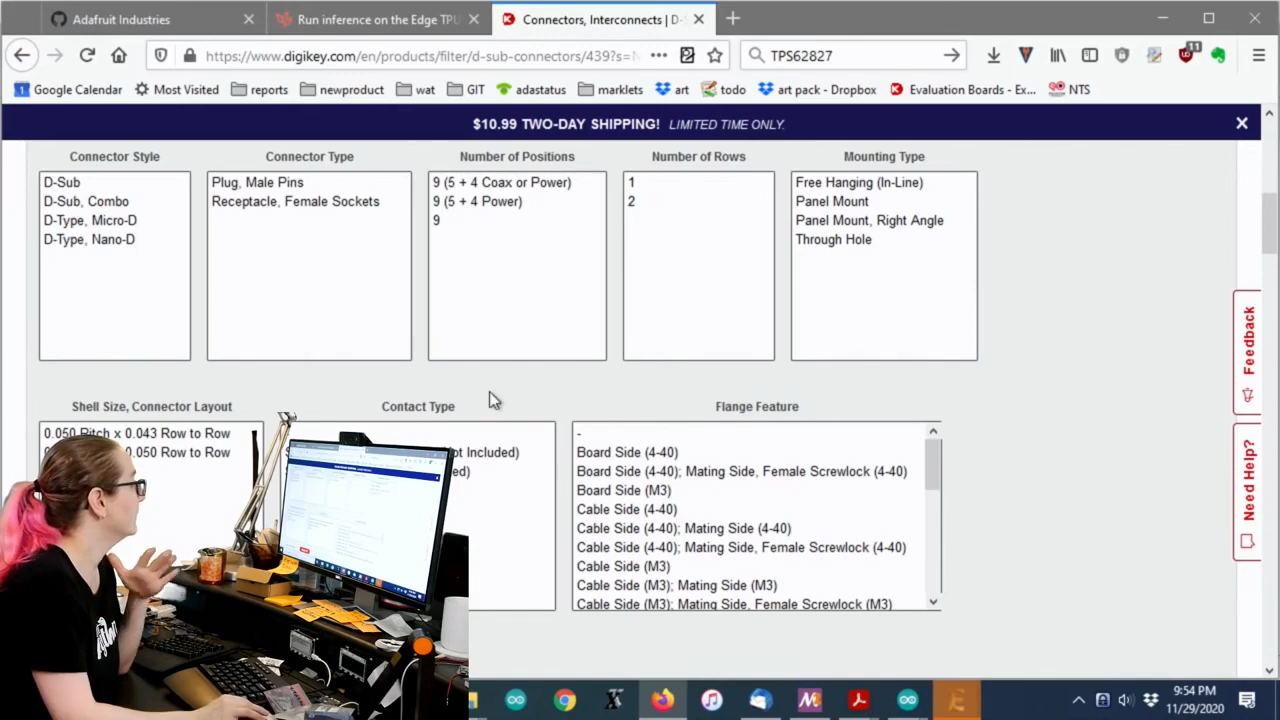 Adafruit Industries
Run inference on the Edge TPU
Connectors, Interconnects | D-S
https://www.digikey.com/en/products/filter/d-sub-connectors/439?s=N
TPS62827
11
Google Calendar
Most Visited
reports
newproduct
wat
GIT
adastatus
marklets
art
todo
art pack - Dropbox
Evaluation Boards - Ex...
NTS
$10.99 TWO-DAY SHIPPING! LIMITED TIME ONLY.
Connector Style
D-Sub
D-Sub, Combo
D-Type, Micro-D
D-Type, Nano-D
Connector Type
Plug, Male Pins
Receptacle, Female Sockets
Number of Positions
9 (5 + 4 Coax or Power)
9 (5 + 4 Power)
9
Number of Rows
1
2
Mounting Type
Free Hanging (In-Line)
Panel Mount
Panel Mount, Right Angle
Through Hole
Shell Size, Connector Layout
0.050 Pitch x 0.043 Row to Row
0.050 Row to Row
Contact Type
Not Included)
Flange Feature
-
Board Side (4-40)
Board Side (4-40); Mating Side, Female Screwlock (4-40)
Board Side (M3)
Cable Side (4-40)
Cable Side (4-40); Mating Side (4-40)
Cable Side (4-40); Mating Side, Female Screwlock (4-40)
Cable Side (M3)
Cable Side (M3); Mating Side (M3)
Cable Side (M3); Mating Side, Female Screwlock (M3)
Feedback
Need Help?
9:54 PM
11/29/2020